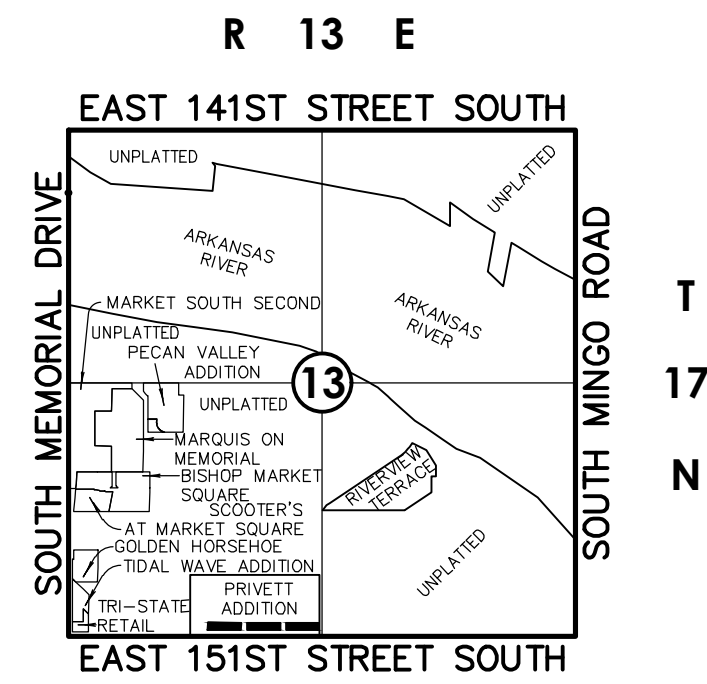 R 13 E
EAST 141ST STREET SOUTH
UNPLATTED
UNPLATTED
SOUTH MEMORIAL DRIVE
ARKANSAS
RIVER
SOUTH MINGO ROAD
T
17
N
MARKET SOUTH SECOND
ARKANSAS
RIVER
UNPLATTED
PECAN VALLEY
ADDITION
13
UNPLATTED
MARQUIS ON
MEMORIAL
BISHOP MARKET
SQUARE
RIVERVIEW
TERRACE
SCOOTER'S
AT MARKET SQUARE
GOLDEN HORSEHOE
TIDAL WAVE ADDITION
UNPLATTED
PRIVETT
ADDITION
TRI-STATE
RETAIL
EAST 151ST STREET SOUTH